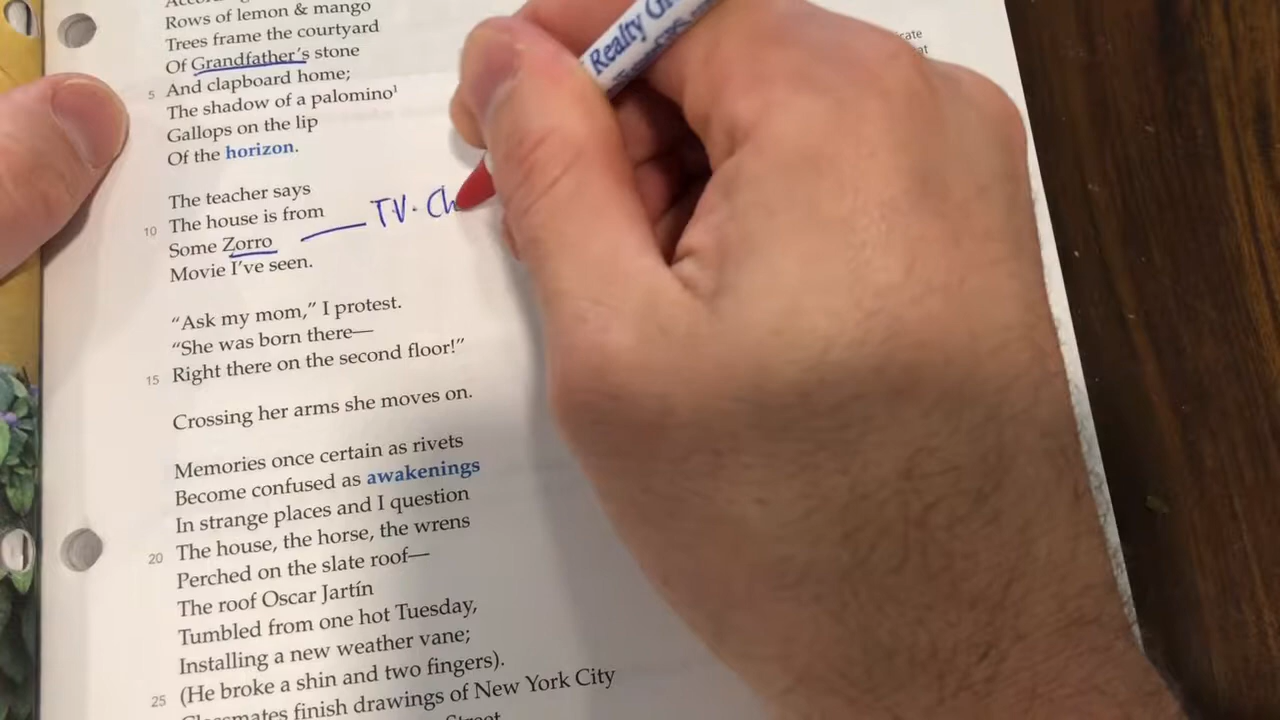 Rows of lemon & mango
Trees frame the courtyard
Of Grandfather's stone
5 And clapboard home;
The shadow of a palomino¹
Gallops on the lip
Of the horizon.
The teacher says
10 The house is from
Some Zorro
Movie I've seen.
TV. Ch
"Ask my mom," I protest.
"She was born there—
15 Right there on the second floor!"
Crossing her arms she moves on.
Memories once certain as rivets
Become confused as awakenings
In strange places and I question
20 The house, the horse, the wrens
Perched on the slate roof—
The roof Oscar Jartín
Tumbled from one hot Tuesday,
Installing a new weather vane;
25 (He broke a shin and two fingers).
finish drawings of New York City
Street
Realty